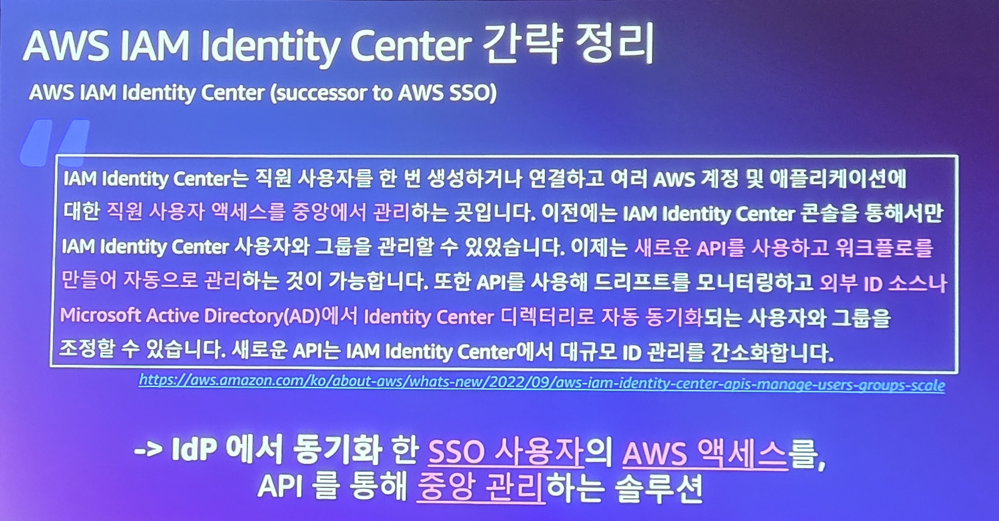 AWS IAM Identity Center 간략 정리
AWS IAM Identity Center (successor to AWS SSO)
IAM Identity Center는 직원 사용자를 한 번 생성하거나 연결하고 여러 AWS 계정 및 애플리케이션에
대한 직원 사용자 액세스를 중앙에서 관리하는 곳입니다. 이전에는 IAM Identity Center 콘솔을 통해서만
IAM Identity Center 사용자와 그룹을 관리할 수 있었습니다. 이제는 새로운 API를 사용하고 워크플로를
만들어 자동으로 관리하는 것이 가능합니다. 또한 API를 사용해 드리프트를 모니터링하고 외부 ID 소스나
Microsoft Active Directory(AD)에서 Identity Center 디렉터리로 자동 동기화되는 사용자와 그룹을
조정할 수 있습니다. 새로운 API는 IAM Identity Center에서 대규모 ID 관리를 간소화합니다.
https://aws.amazon.com/ko/about-aws/whats-new/2022/09/aws-iam-identity-center-apis-manage-users-groups-scale
-> IdP 에서 동기화 한 SSO 사용자의 AWS 액세스를,
API 를 통해 중앙 관리하는 솔루션